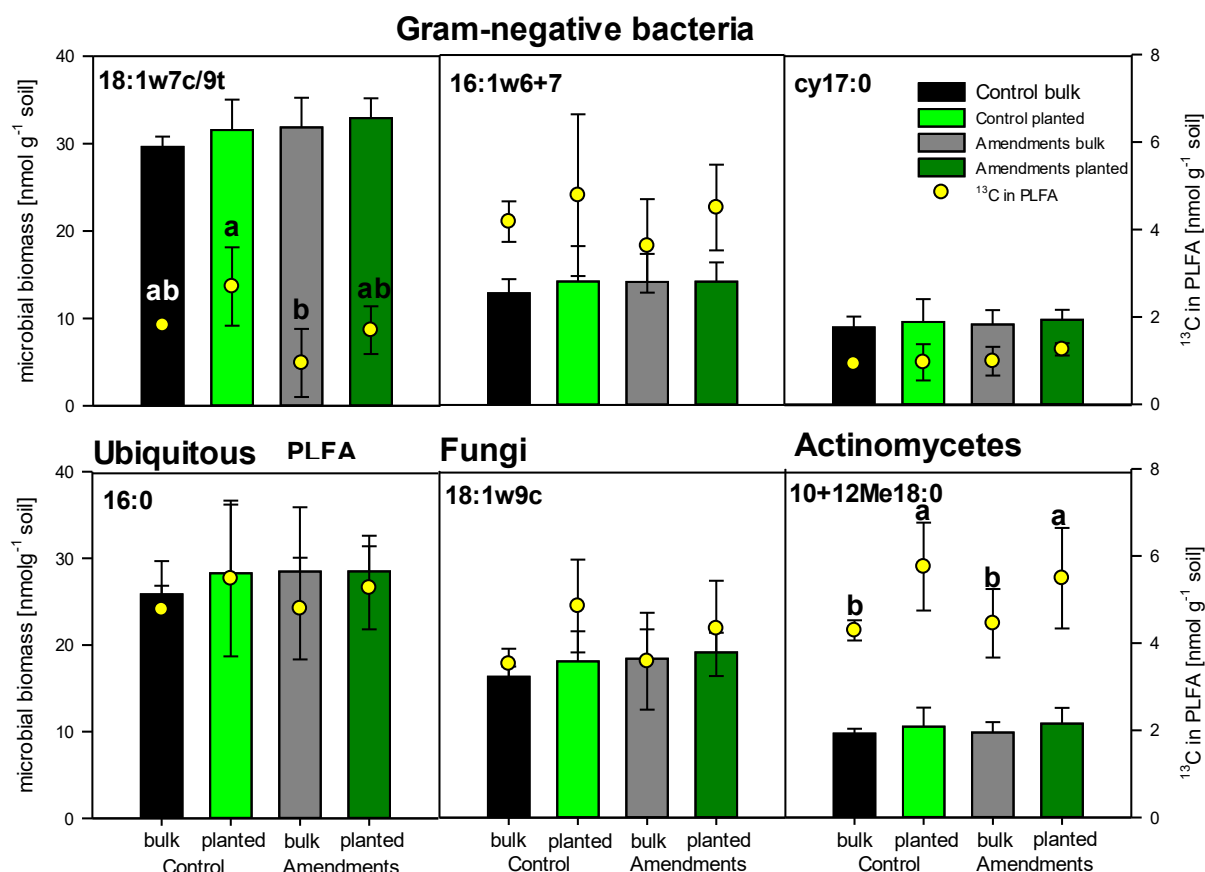 Gram-negative bacteria
40
30
20
10
0
microbial biomass [nmol g-1 soil]
18:1w7c/9t
ab
a
b
ab
16:1w6+7
cy17:0
Control bulk
Control planted
Amendments bulk
Amendments planted
13C in PLFA
8
6
4
2
0
13C in PLFA [nmol g-1 soil]
Ubiquitous PLFA
Fungi
Actinomycetes
40
30
20
10
0
microbial biomass [nmolg-1 soil]
16:0
18:1w9c
10+12Me18:0
b
a
b
a
8
6
4
2
0
13C in PLFA [nmol g-1 soil]
bulk planted bulk planted
Control Amendments
bulk planted bulk planted
Control Amendments
bulk planted bulk planted
Control Amendments